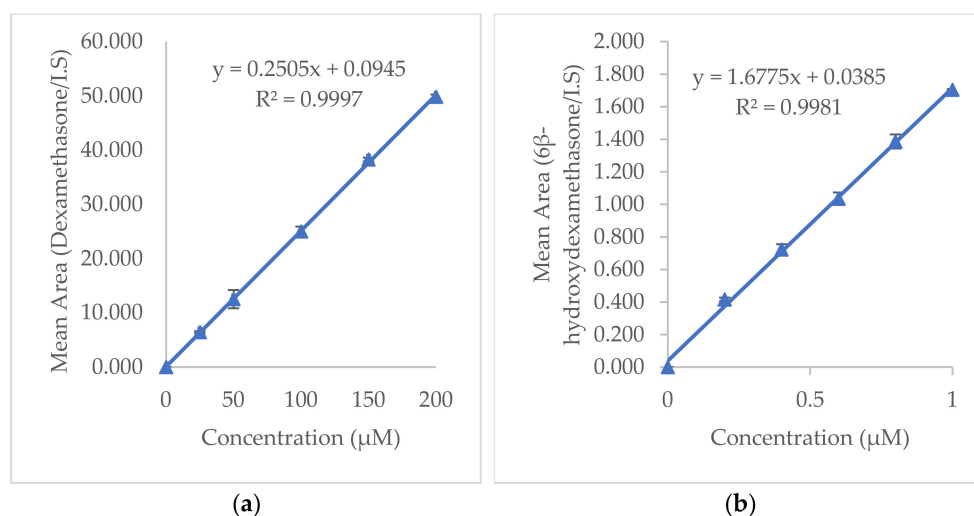 60.000
50.000
40.000
30.000
20.000
10.000
0.000
0 50 100 150 200
Mean Area (Dexamethasone/I.S)
Concentration (µM)
y = 0.2505x + 0.0945
R² = 0.9997
(a)
2.000
1.800
1.600
1.400
1.200
1.000
0.800
0.600
0.400
0.200
0.000
0 0.5 1
Mean Area (6β-
hydroxydexamethasone/I.S
Concentration (µM)
y = 1.6775x + 0.0385
R² = 0.9981
(b)